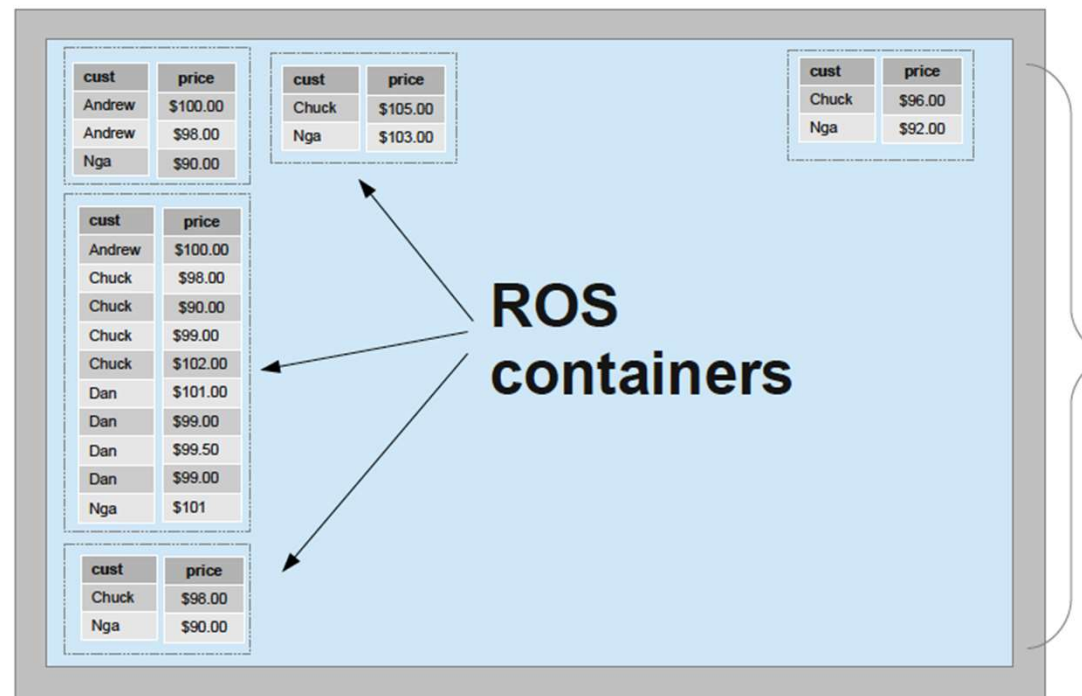 cust price
Andrew $100.00
Andrew $98.00
Nga $90.00
cust price
Chuck $105.00
Nga $103.00
cust price
Chuck $96.00
Nga $92.00
cust price
Andrew $100.00
Chuck $98.00
Chuck $90.00
Chuck $99.00
Chuck $102.00
Dan $101.00
Dan $99.00
Dan $99.50
Dan $99.00
Nga $101
ROS
containers
cust price
Chuck $98.00
Nga $90.00